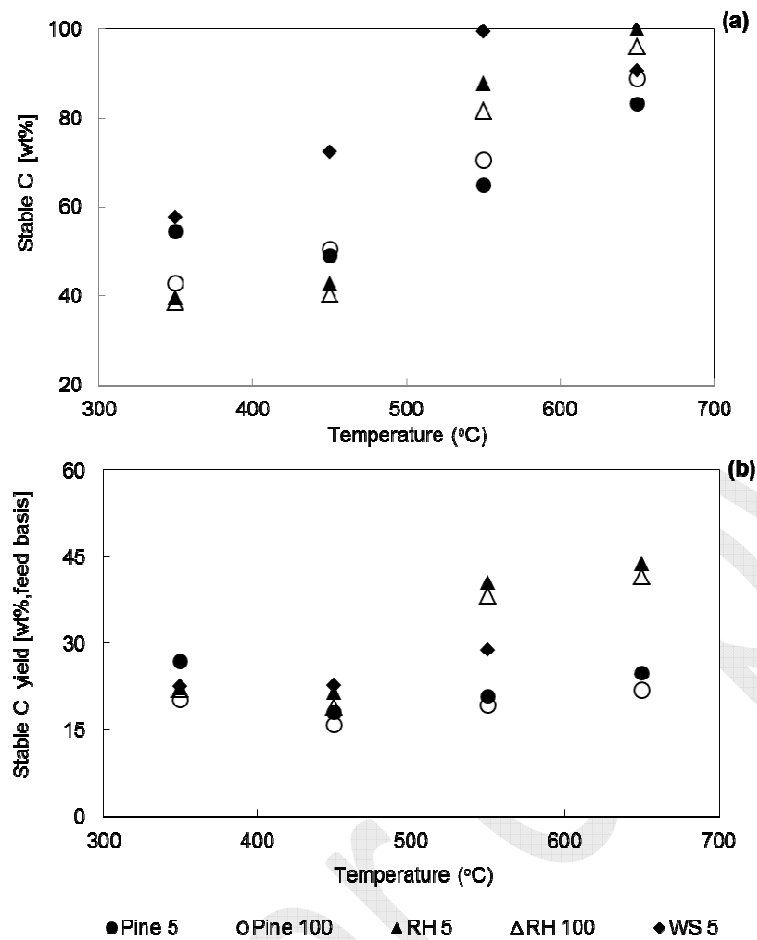 (a)
100
80
60
40
20
Stable C [wt%]
300 400 500 600 700
Temperature (⁰C)
(b)
60
45
30
15
0
Stable C yield [wt%,feed basis]
300 400 500 600 700
Temperature (°C)
Pine 5 Pine 100 RH 5 RH 100 WS 5